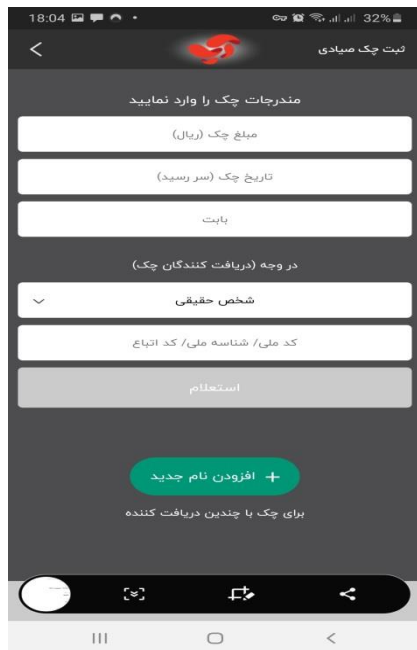 18:04
32%
ثبت چک صیادی
مندرجات چک را وارد نمایید
مبلغ چک (ریال)
تاریخ چک (سر رسید)
بابت
در وجه (دریافت کنندگان چک)
شخص حقیقی
کد ملی/ شناسه ملی/ کد اتباع
استعلام
+ افزودن نام جدید
برای چک با چندین دریافت کننده